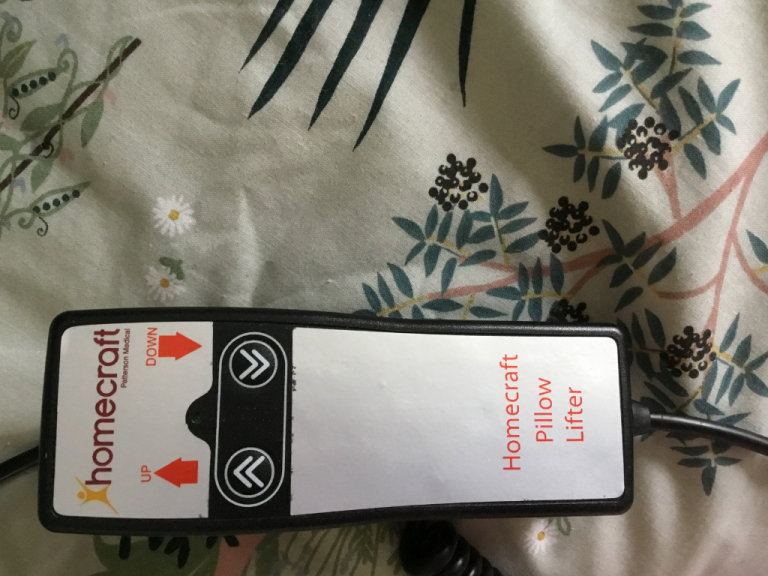 homecraft
Patterson Medical
UP
DOWN
Homecraft
Pillow
Lifter